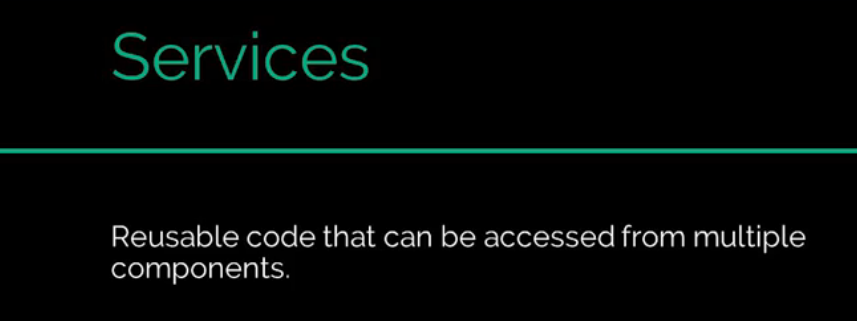 Services
Reusable code that can be accessed from multiple
components.